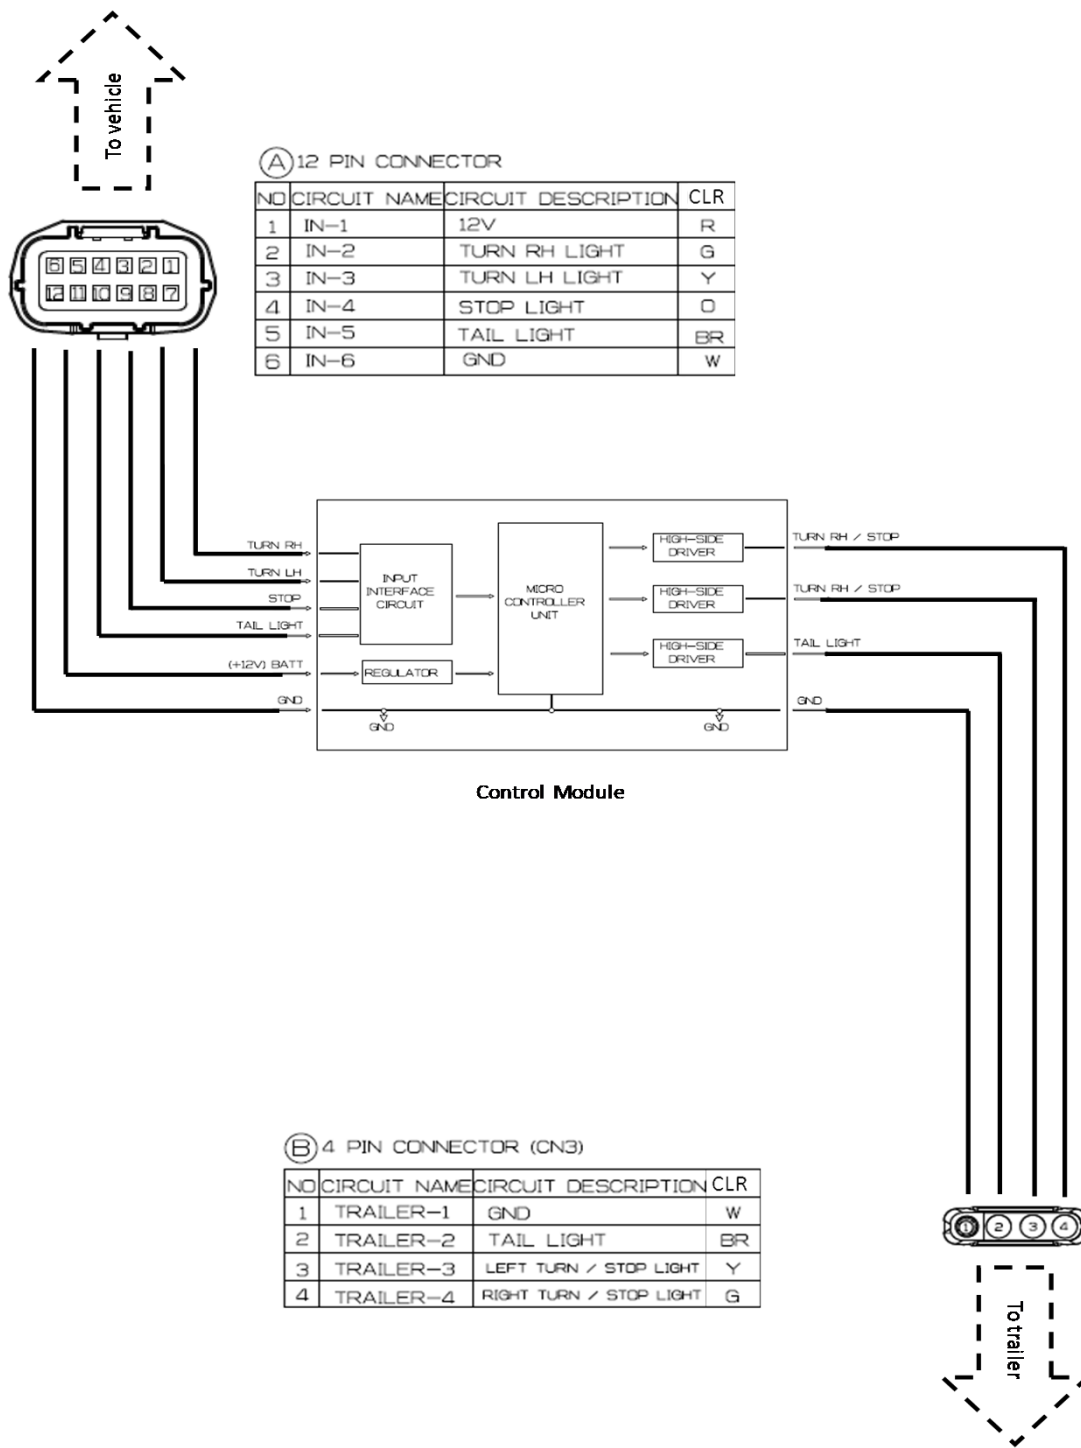 To vehicle
A 12 PIN CONNECTOR
NO CIRCUIT NAME CIRCUIT DESCRIPTION CLR
1 IN-1 12V R
2 IN-2 TURN RH LIGHT G
3 IN-3 TURN LH LIGHT Y
4 IN-4 STOP LIGHT O
5 IN-5 TAIL LIGHT BR
6 IN-6 GND W
6 5 4 3 2 1
12 11 10 9 8 7
TURN RH
TURN LH
STOP
TAIL LIGHT
(+12V) BATT
GND
INPUT
INTERFACE
CIRCUIT
REGULATOR
MICRO
CONTROLLER
UNIT
HIGH-SIDE
DRIVER
HIGH-SIDE
DRIVER
HIGH-SIDE
DRIVER
GND
GND
TURN RH / STOP
TURN RH / STOP
TAIL LIGHT
GND
Control Module
B 4 PIN CONNECTOR (CN3)
NO CIRCUIT NAME CIRCUIT DESCRIPTION CLR
1 TRAILER-1 GND W
2 TRAILER-2 TAIL LIGHT BR
3 TRAILER-3 LEFT TURN / STOP LIGHT Y
4 TRAILER-4 RIGHT TURN / STOP LIGHT G
1 2 3 4
To trailer